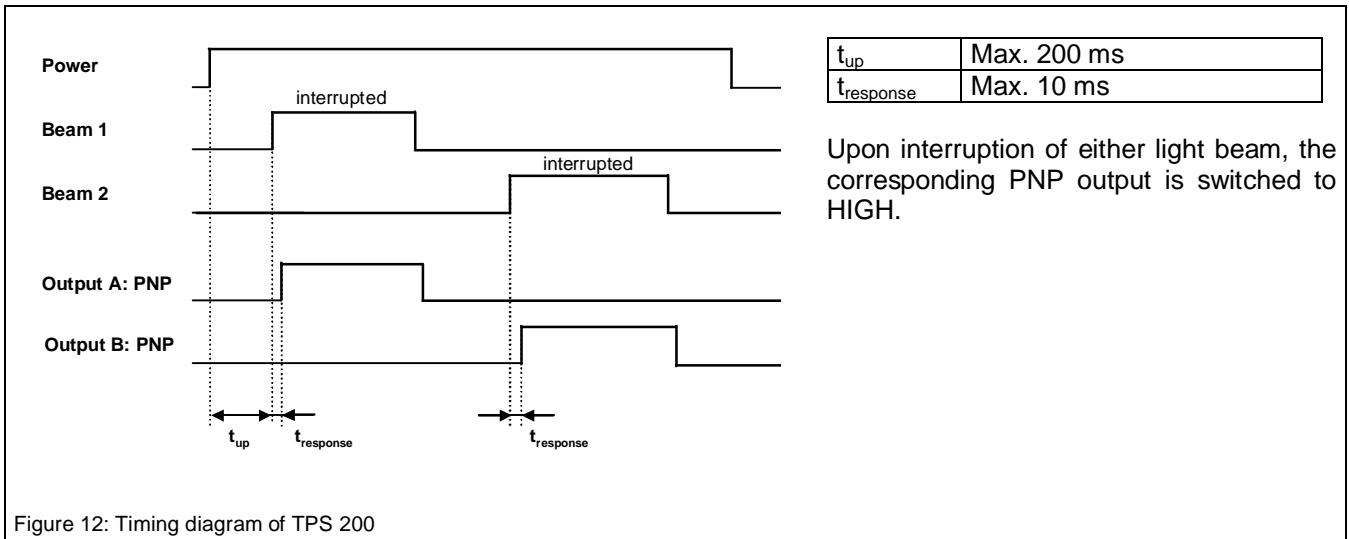 Power
interrupted
Beam 1
interrupted
Beam 2
Output A: PNP
Output B: PNP
tup
tresponse
tresponse
tup Max. 200 ms
tresponse Max. 10 ms
Upon interruption of either light beam, the
corresponding PNP output is switched to
HIGH.
Figure 12: Timing diagram of TPS 200